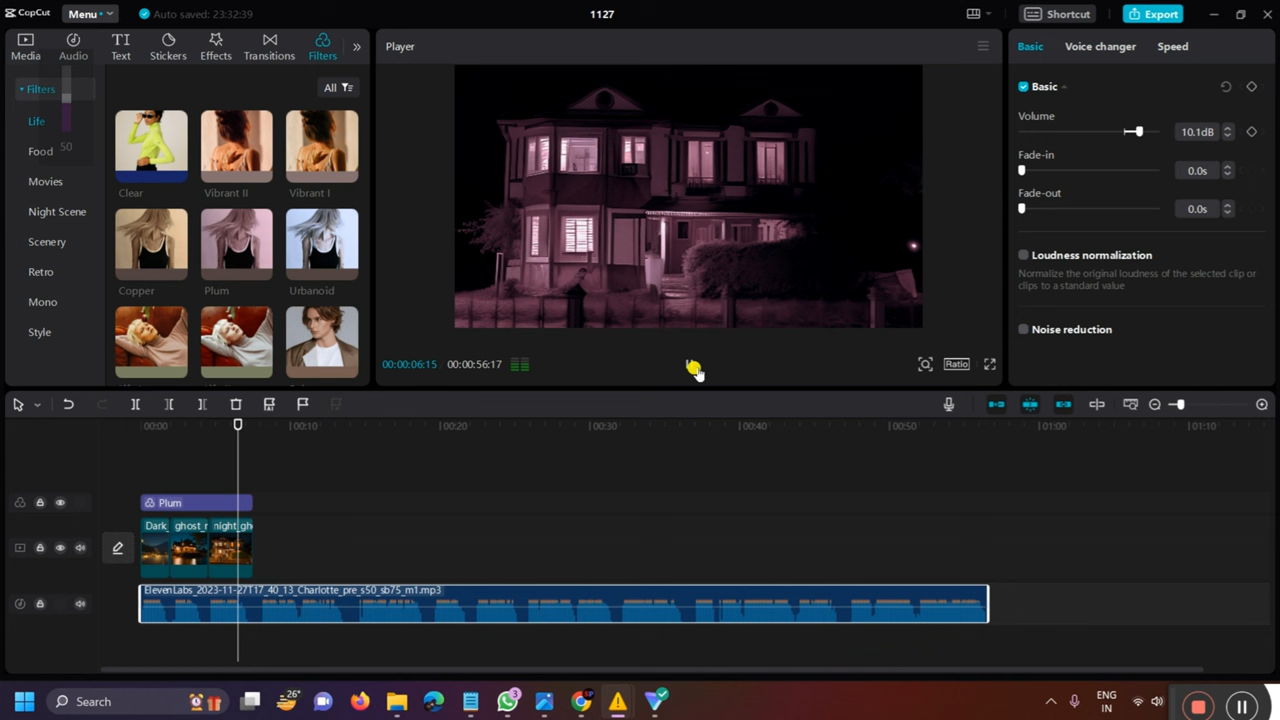 CapCut
Menu
Auto saved: 23:32:39
1127
Shortcut
Export
Media
Audio
Text
Stickers
Effects
Transitions
Filters
Player
Basic
Voice changer
Speed
Filters
All
Basic
Life
Volume
10.1dB
50
Food
Fade-in
0.0s
Movies
Clear
Vibrant II
Vibrant I
Fade-out
0.0s
Night Scene
Scenery
Loudness normalization
Normalize the original loudness of the selected clip or
clips to a standard value
Retro
Copper
Plum
Urbanoid
Mono
Noise reduction
Style
00:00:06:15
00:00:56:17
Ratio
00:00
00:10
00:20
00:30
00:40
00:50
01:00
01:10
Plum
Dark_
ghost_r
night_gh
ElevenLabs_2023-11-27T17_40_13_Charlotte_pre_s50_sb75_m1.mp3
Search
26°
3
ENG
IN